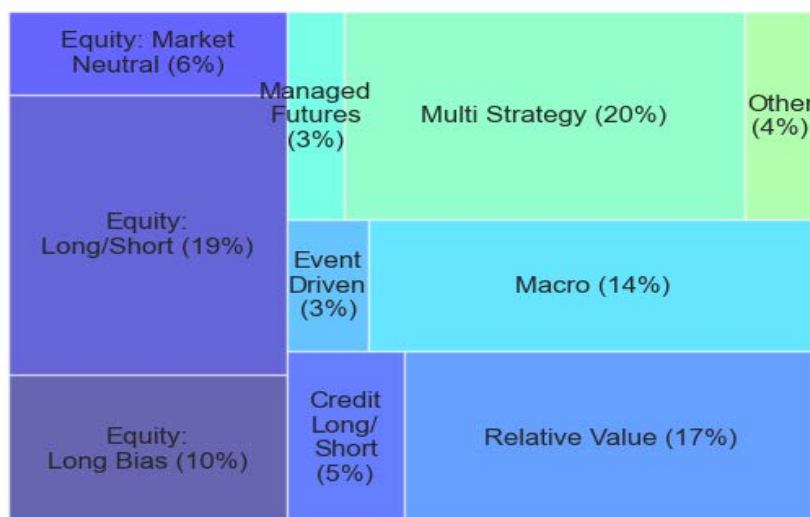 Equity: Market
Neutral (6%)
Equity:
Long/Short (19%)
Equity:
Long Bias (10%)
Managed
Futures
(3%)
Multi Strategy (20%)
Other
(4%)
Event
Driven
(3%)
Macro (14%)
Credit
Long/
Short
(5%)
Relative Value (17%)